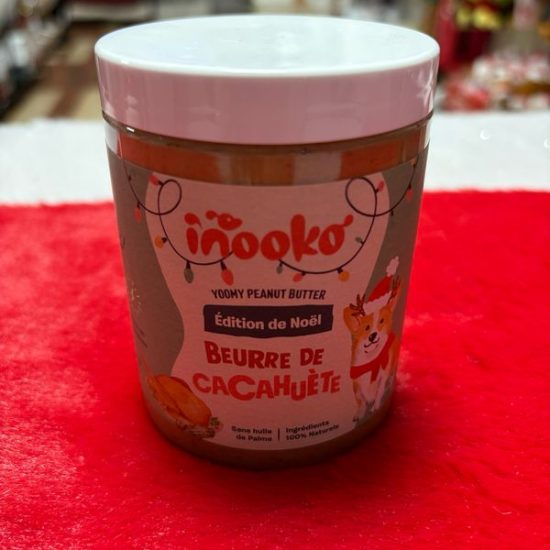 inooko
YOOMY PEANUT BUTTER
Édition de Noël
BEURRE DE
CACAHUÈTE
Sans huile
de Palme
Ingrédients
100% Naturels